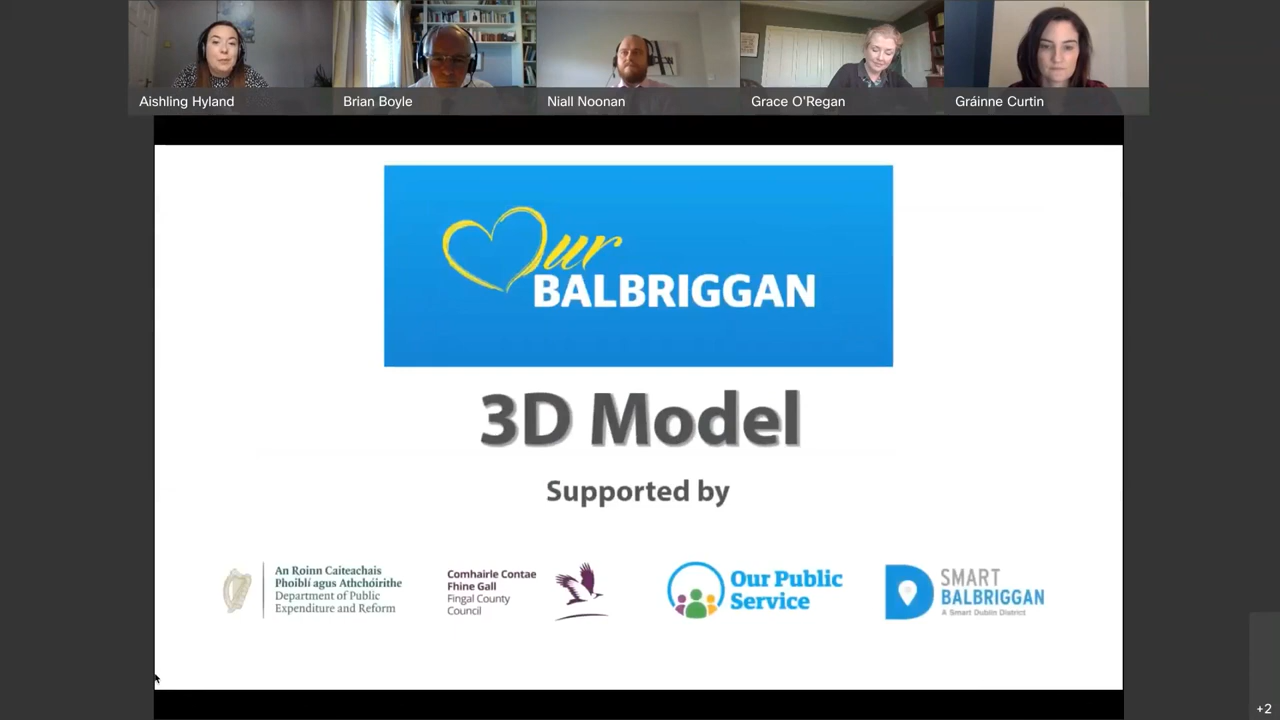 Aishling Hyland
Brian Boyle
Niall Noonan
Grace O'Regan
Gráinne Curtin
Our
BALBRIGGAN
3D Model
Supported by
An Roinn Caiteachais
Phoiblí agus Athchóirithe
Department of Public
Expenditure and Reform
Comhairle Contae
Fhine Gall
Fingal County
Council
Our Public
Service
SMART
BALBRIGGAN
A Smart Dublin District
+2